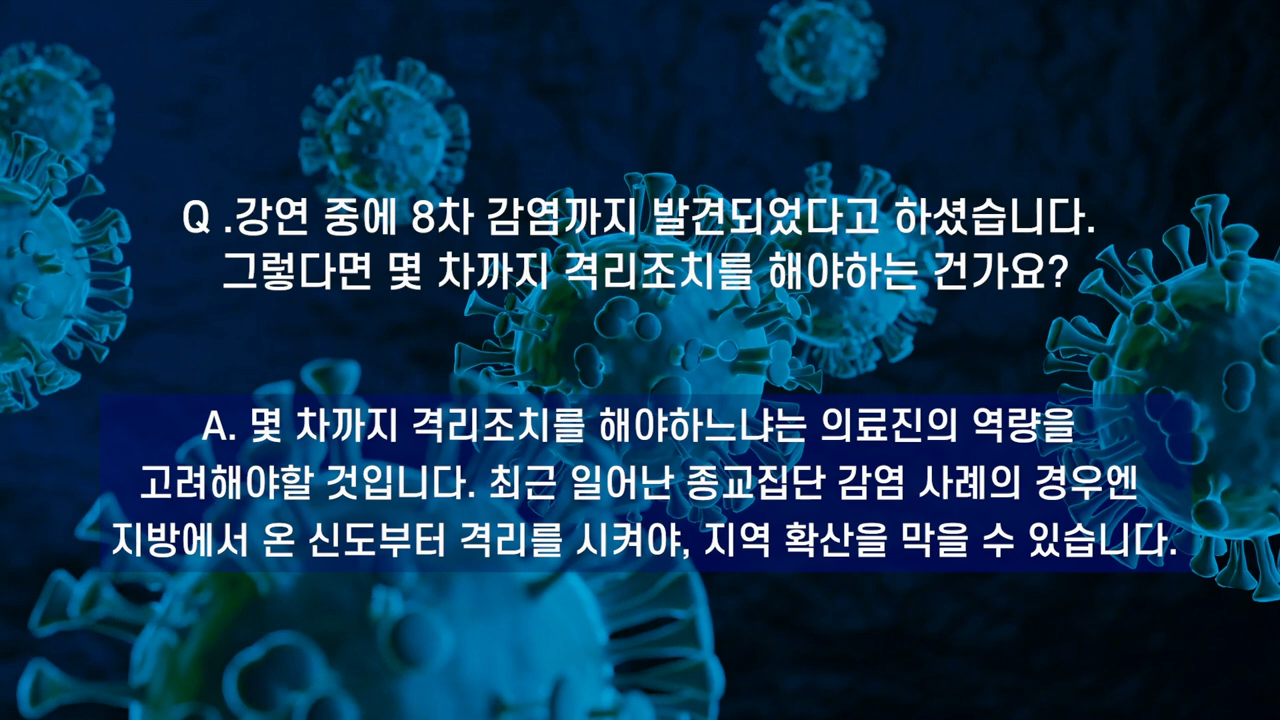 Q .강연 중에 8차 감염까지 발견되었다고 하셨습니다.
그렇다면 몇 차까지 격리조치를 해야하는 건가요?
A. 몇 차까지 격리조치를 해야하느냐는 의료진의 역량을
고려해야할 것입니다. 최근 일어난 종교집단 감염 사례의 경우엔
지방에서 온 신도부터 격리를 시켜야, 지역 확산을 막을 수 있습니다.